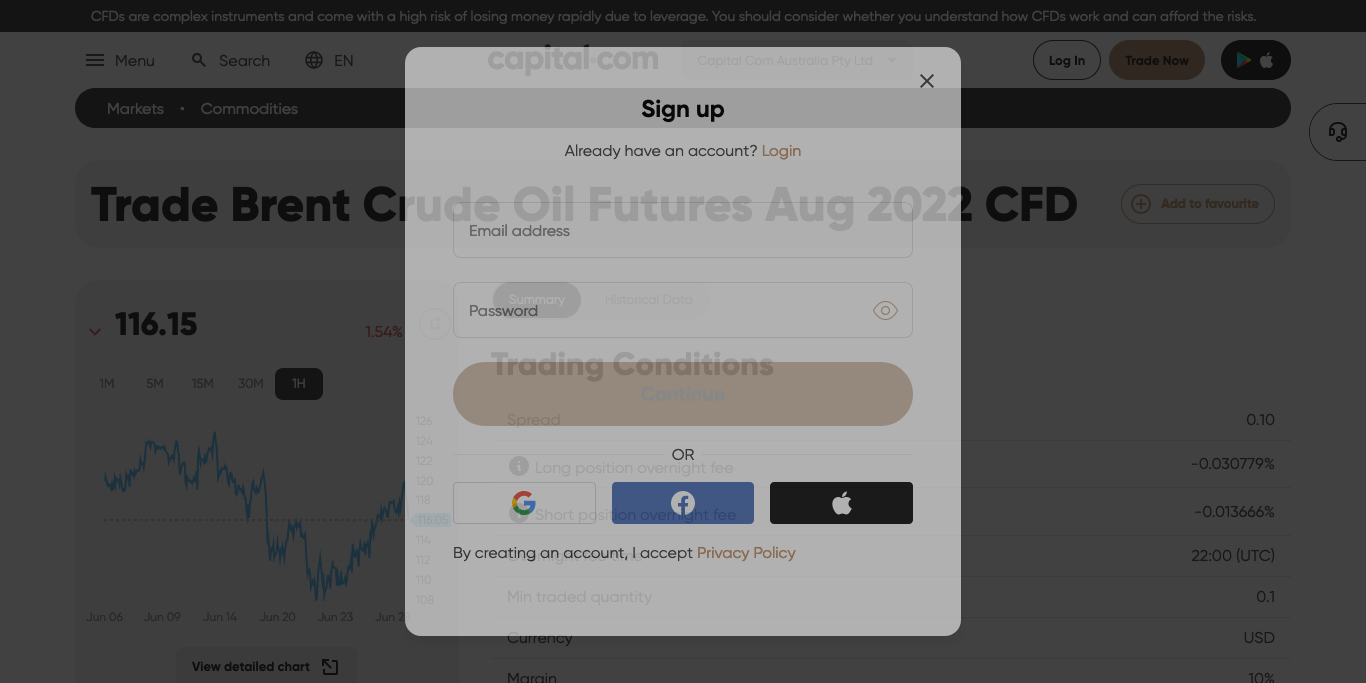 CFDs are complex instruments and come with a high risk of losing money rapidly due to leverage. You should consider whether you understand how CFDs work and can afford the risks.
Menu
Search
EN
capital.com
Capital Com Australia Pty Ltd
Log In
Trade Now
Markets • Commodities
Sign up
Already have an account? Login
Trade Brent Crude Oil Futures Aug 2022 CFD
Add to favourite
Email address
Password
Summary
Historical Data
116.15
1.54%
1M 5M 15M 30M 1H
Trading Conditions
Continue
126
124
122
120
118
116.05
114
112
110
108
Jun 06 Jun 09 Jun 14 Jun 20 Jun 23 Jun 28
View detailed chart
Spread 0.10
OR
Long position overnight fee -0.030779%
Short position overnight fee -0.013666%
By creating an account, I accept Privacy Policy
Overnight fee time 22:00 (UTC)
Min traded quantity 0.1
Currency USD
Margin 10%